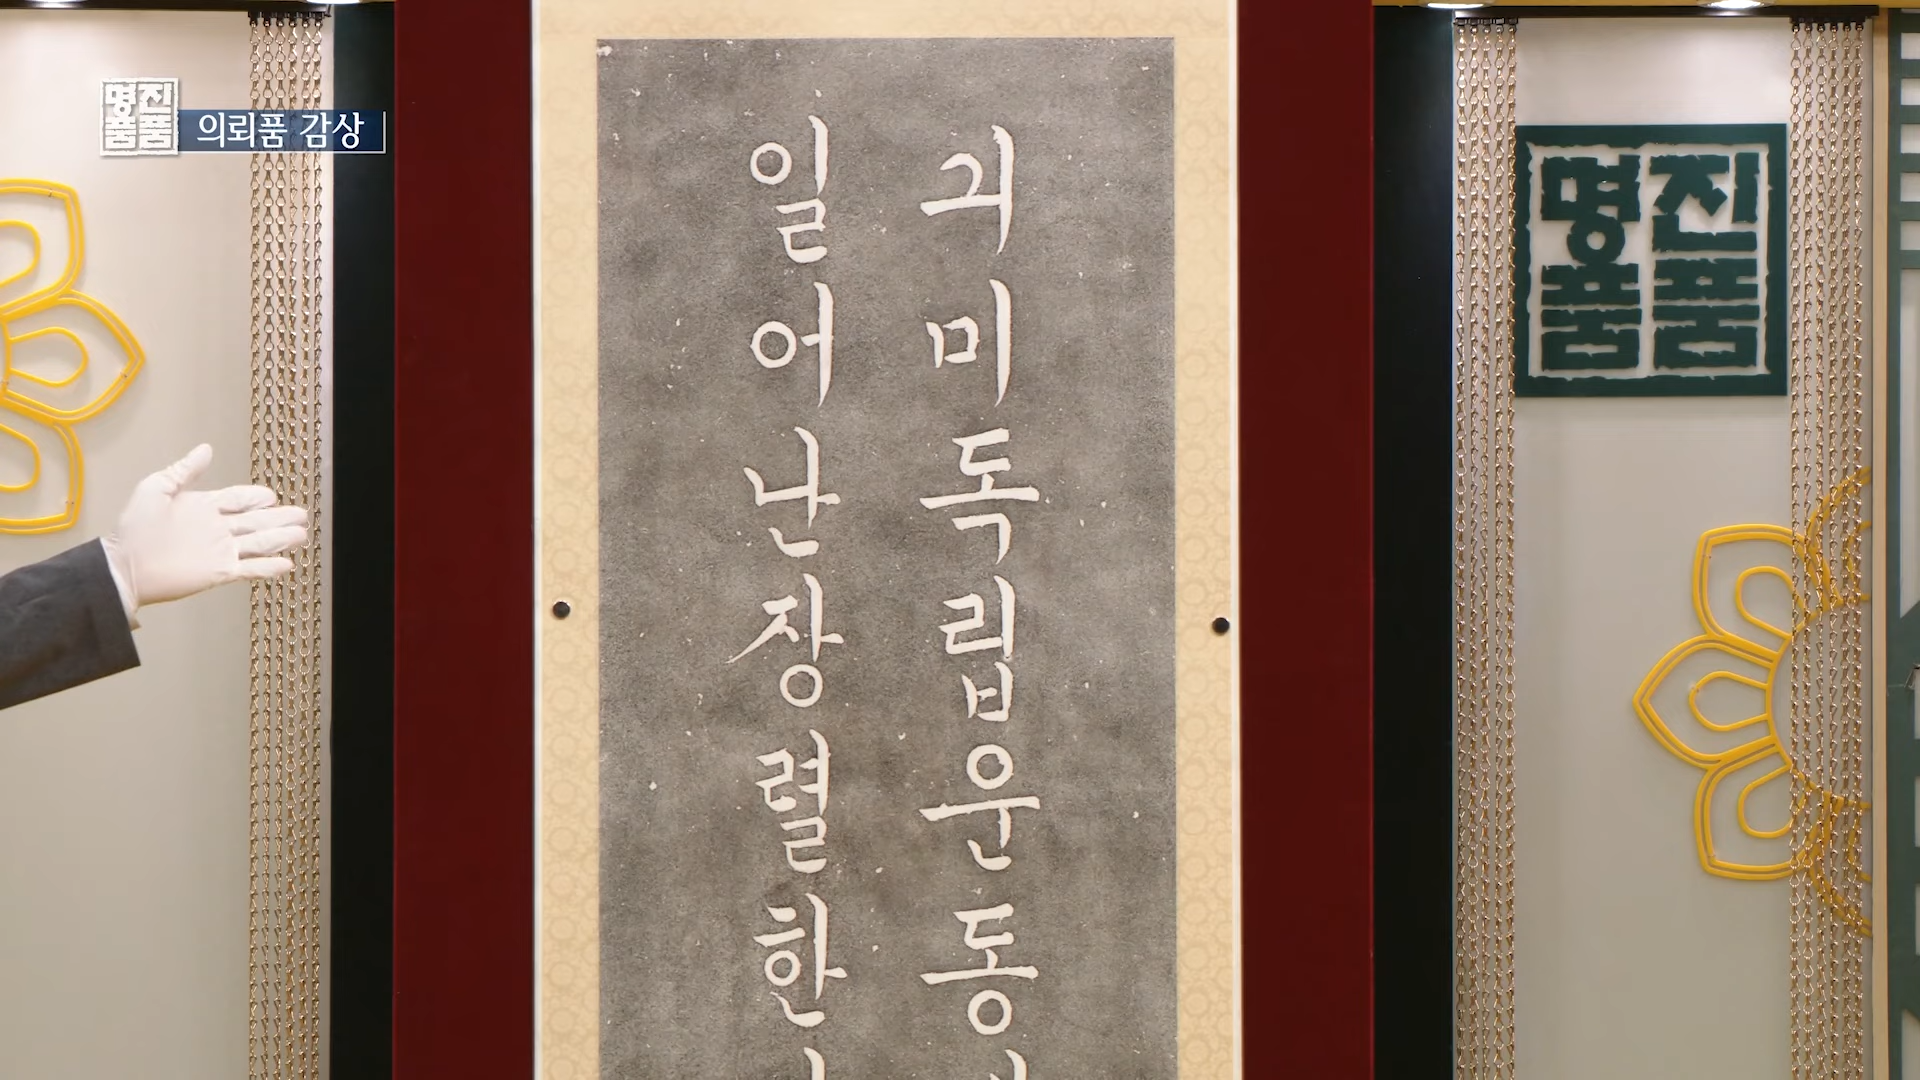 진품
명품
의뢰품 감상
긔미독립운동
일어난장렬한
진품
명품